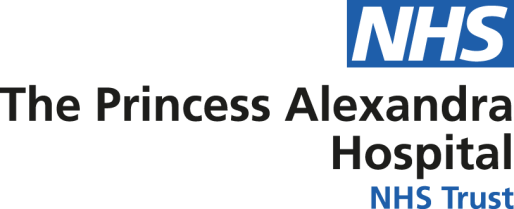 NHS
The Princess Alexandra
Hospital
NHS Trust